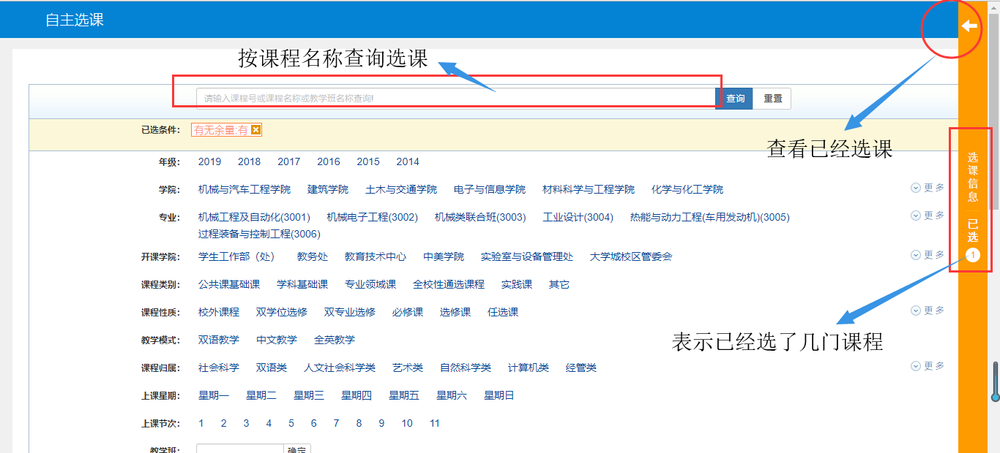 自主选课
按课程名称查询选课
请输入课程号或课程名称或教学班名称查询! 查询 重置
已选条件： 有无余量:有
查看已经选课
年级： 2019 2018 2017 2016 2015 2014
选课信息
学院： 机械与汽车工程学院 建筑学院 土木与交通学院 电子与信息学院 材料科学与工程学院 化学与化工学院 更多
专业： 机械工程及自动化(3001) 机械电子工程(3002) 机械类联合班(3003) 工业设计(3004) 热能与动力工程(车用发动机)(3005) 更多
过程装备与控制工程(3006)
已选
1
开课学院： 学生工作部（处） 教务处 教育技术中心 中美学院 实验室与设备管理处 大学城校区管委会 更多
课程类别： 公共课基础课 学科基础课 专业领域课 全校性通选课程 实践课 其它
课程性质： 校外课程 双学位选修 双专业选修 必修课 选修课 任选课 更多
教学模式： 双语教学 中文教学 全英教学
表示已经选了几门课程
课程归属： 社会科学 双语类 人文社会科学类 艺术类 自然科学类 计算机类 经管类 更多
上课星期： 星期一 星期二 星期三 星期四 星期五 星期六 星期日
上课节次： 1 2 3 4 5 6 7 8 9 10 11
教学班： 确定